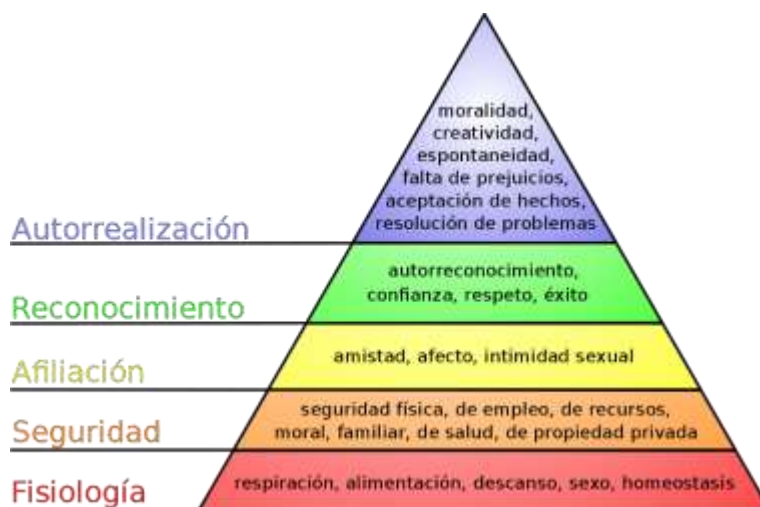 moralidad,
creatividad,
espontaneidad,
falta de prejuicios,
aceptación de hechos,
resolución de problemas
Autorrealización
autorreconocimiento,
confianza, respeto, éxito
Reconocimiento
amistad, afecto, intimidad sexual
Afiliación
seguridad física, de empleo, de recursos,
moral, familiar, de salud, de propiedad privada
Seguridad
respiración, alimentación, descanso, sexo, homeostasis
Fisiología